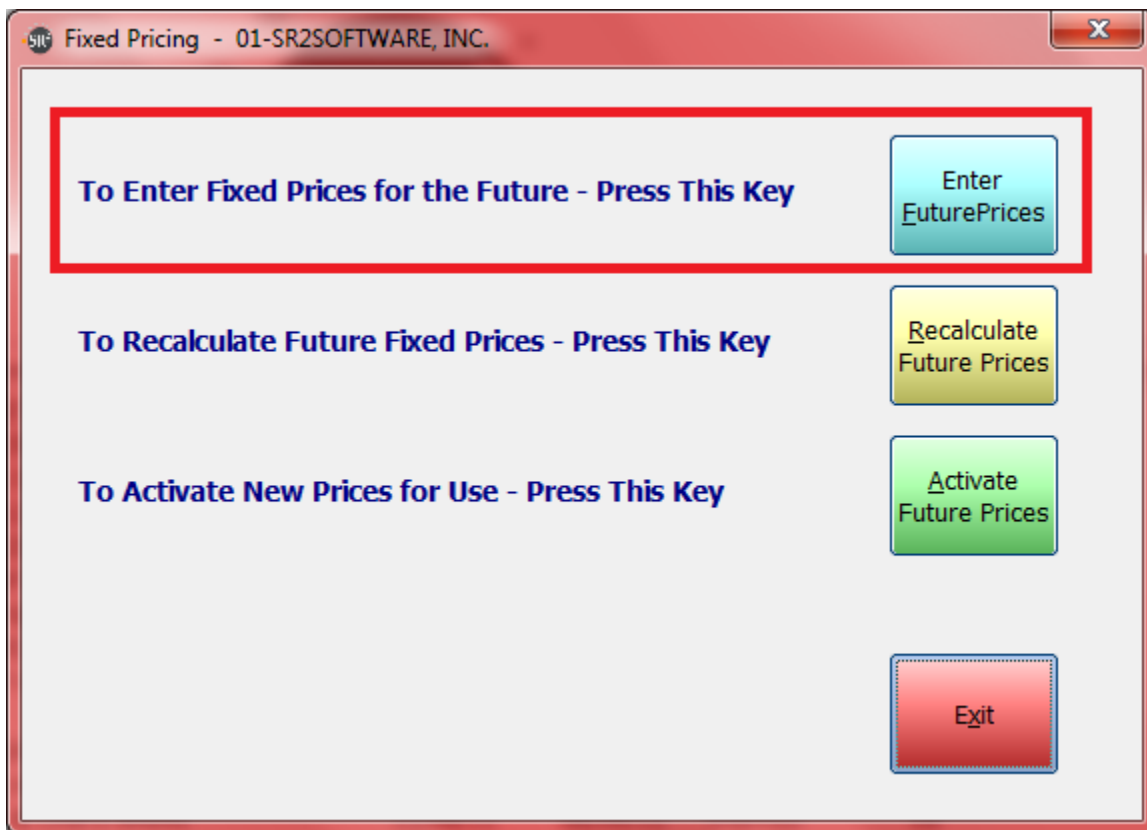 Fixed Pricing - 01-SR2SOFTWARE, INC.
To Enter Fixed Prices for the Future - Press This Key
Enter
FuturePrices
To Recalculate Future Fixed Prices - Press This Key
Recalculate
Future Prices
To Activate New Prices for Use - Press This Key
Activate
Future Prices
Exit